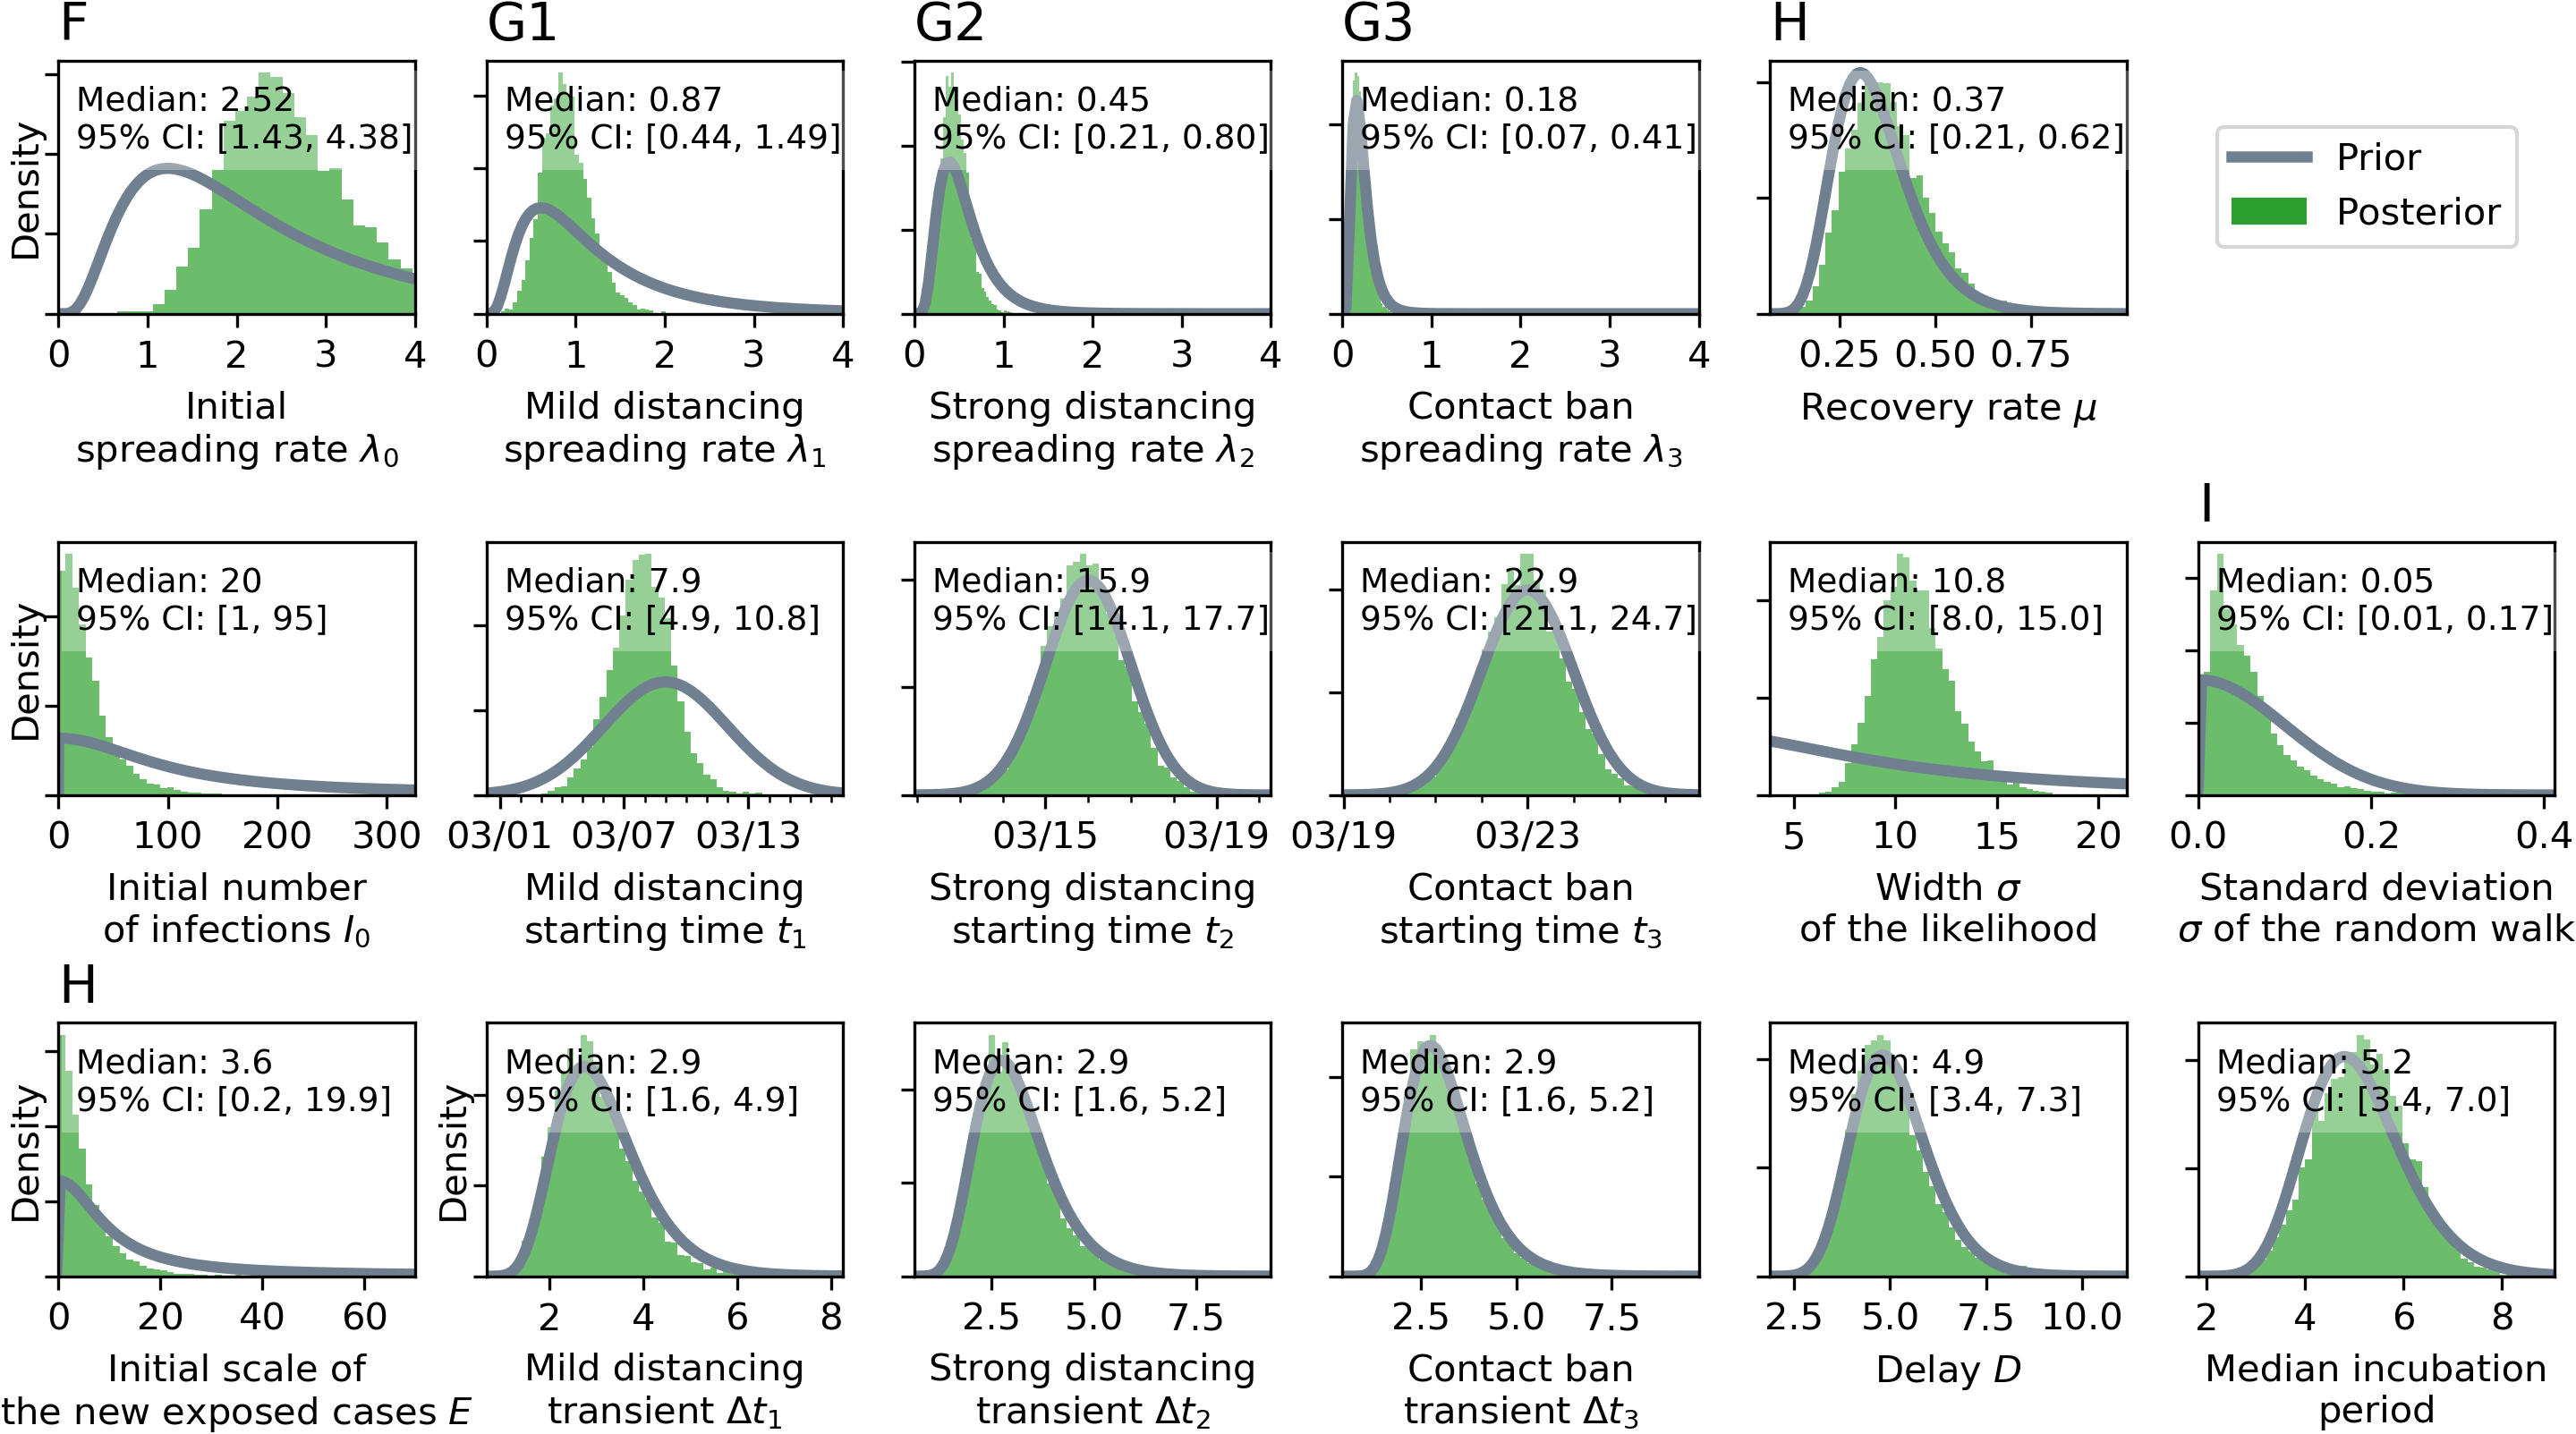 F
G1
G2
G3
H
Density
Median: 2.52
95% CI: [1.43, 4.38]
0 1 2 3 4
Initial
spreading rate λ0
Median: 0.87
95% CI: [0.44, 1.49]
0 1 2 3 4
Mild distancing
spreading rate λ1
Median: 0.45
95% CI: [0.21, 0.80]
0 1 2 3 4
Strong distancing
spreading rate λ2
Median: 0.18
95% CI: [0.07, 0.41]
0 1 2 3 4
Contact ban
spreading rate λ3
Median: 0.37
95% CI: [0.21, 0.62]
0.25 0.50 0.75
Recovery rate μ
Prior
Posterior
I
Density
Median: 20
95% CI: [1, 95]
0 100 200 300
Initial number
of infections I0
Median: 7.9
95% CI: [4.9, 10.8]
03/01 03/07 03/13
Mild distancing
starting time t1
Median: 15.9
95% CI: [14.1, 17.7]
03/15 03/19
Strong distancing
starting time t2
Median: 22.9
95% CI: [21.1, 24.7]
03/19 03/23
Contact ban
starting time t3
Median: 10.8
95% CI: [8.0, 15.0]
5 10 15 20
Width σ
of the likelihood
Median: 0.05
95% CI: [0.01, 0.17]
0.0 0.2 0.4
Standard deviation
σ of the random walk
H
Density
Median: 3.6
95% CI: [0.2, 19.9]
0 20 40 60
Initial scale of
the new exposed cases E
Density
Median: 2.9
95% CI: [1.6, 4.9]
2 4 6 8
Mild distancing
transient Δt1
Median: 2.9
95% CI: [1.6, 5.2]
2.5 5.0 7.5
Strong distancing
transient Δt2
Median: 2.9
95% CI: [1.6, 5.2]
2.5 5.0 7.5
Contact ban
transient Δt3
Median: 4.9
95% CI: [3.4, 7.3]
2.5 5.0 7.5 10.0
Delay D
Median: 5.2
95% CI: [3.4, 7.0]
2 4 6 8
Median incubation
period